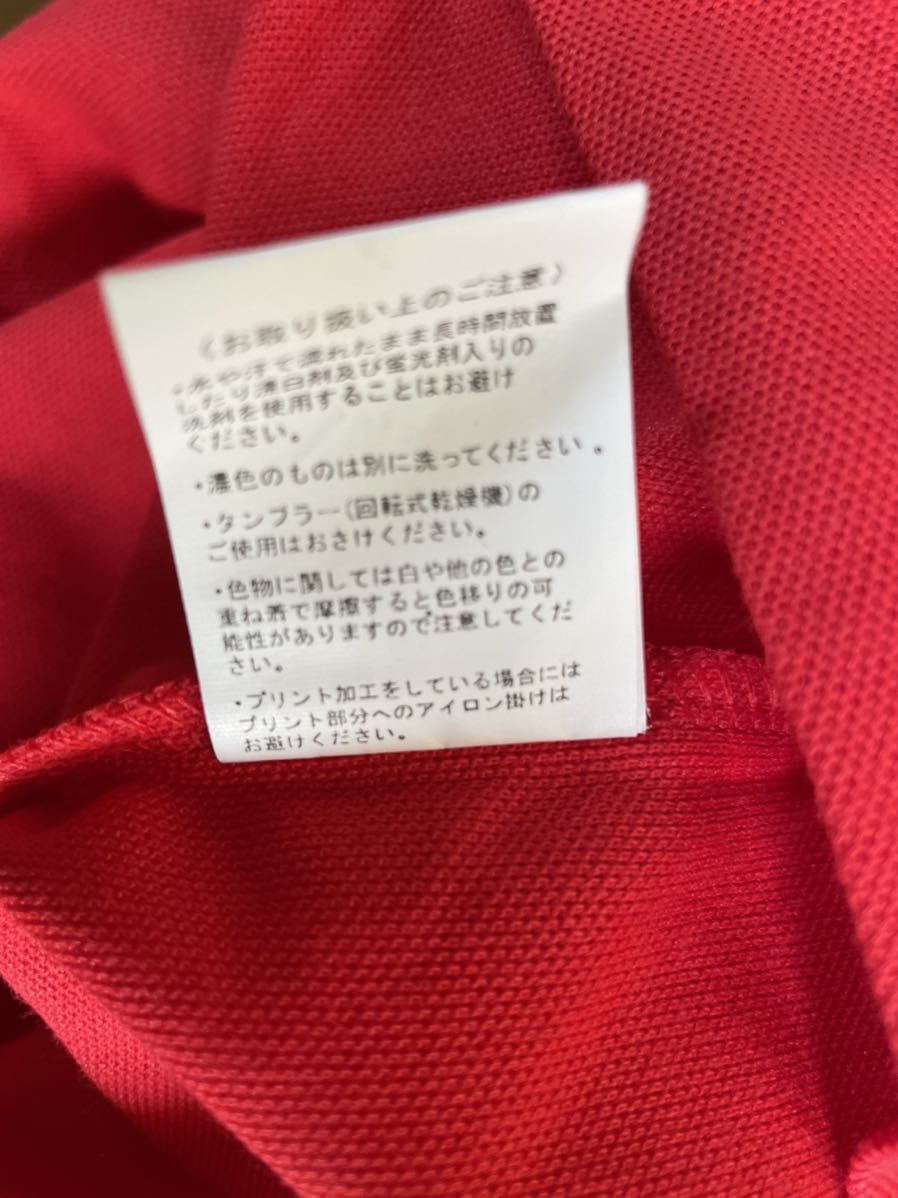 〈お取り扱い上のご注意〉
・水や汗で濡れたまま長時間放置
したり漂白剤及び蛍光剤入りの
洗剤を使用することはお避け
ください。
・濃色のものは別に洗ってください。
・タンブラー(回転式乾燥機)の
ご使用はおさけください。
・色物に関しては白や他の色との
重ね着で摩擦すると色移りの可
能性がありますので注意してくだ
さい。
・プリント加工をしている場合には
プリント部分へのアイロン掛けは
お避けください。